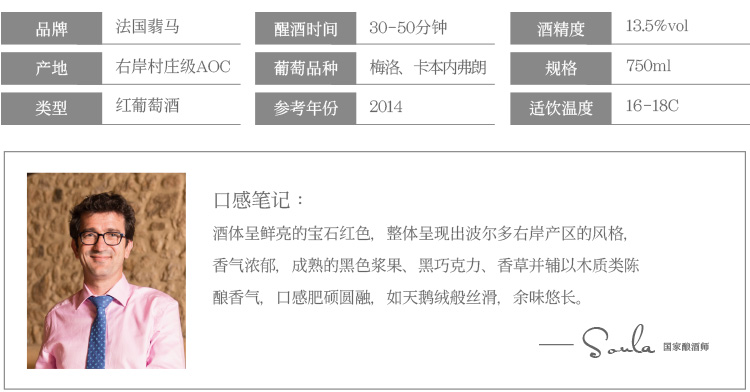 品牌 法国翡马 醒酒时间 30-50分钟 酒精度 13.5%vol
产地 右岸村庄级AOC 葡萄品种 梅洛、卡本内弗朗 规格 750ml
类型 红葡萄酒 参考年份 2014 适饮温度 16-18C
口感笔记：
酒体呈鲜亮的宝石红色，整体呈现出波尔多右岸产区的风格，
香气浓郁，成熟的黑色浆果、黑巧克力、香草并辅以木质类陈
酿香气，口感肥硕圆融，如天鹅绒般丝滑，余味悠长。
Soula 国家酿酒师